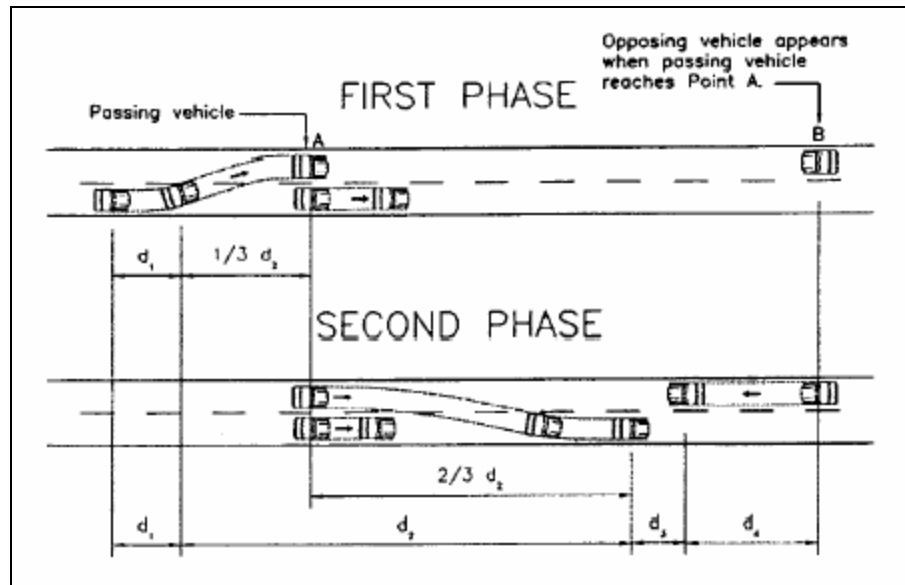 Opposing vehicle appears
when passing vehicle
reaches Point A.
FIRST PHASE
Passing vehicle
A
B
d₁
1/3 d₂
SECOND PHASE
2/3 d₂
d₁
d₂
d₃
d₄